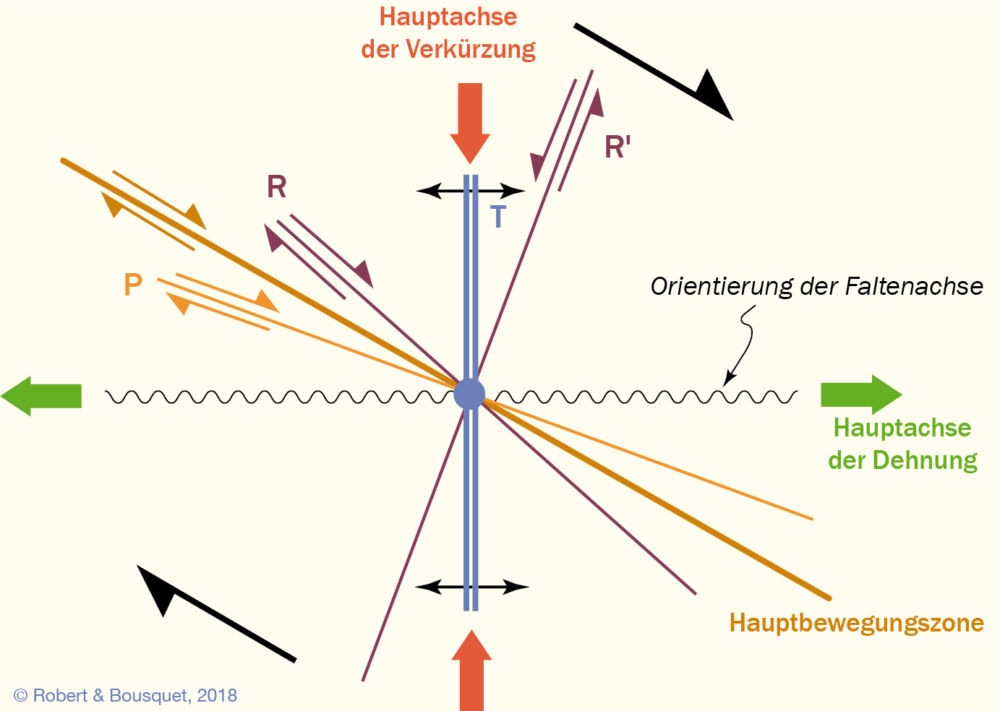 Hauptachse
der Verkürzung
R'
R
T
P
Orientierung der Faltenachse
Hauptachse
der Dehnung
Hauptbewegungszone
© Robert & Bousquet, 2018